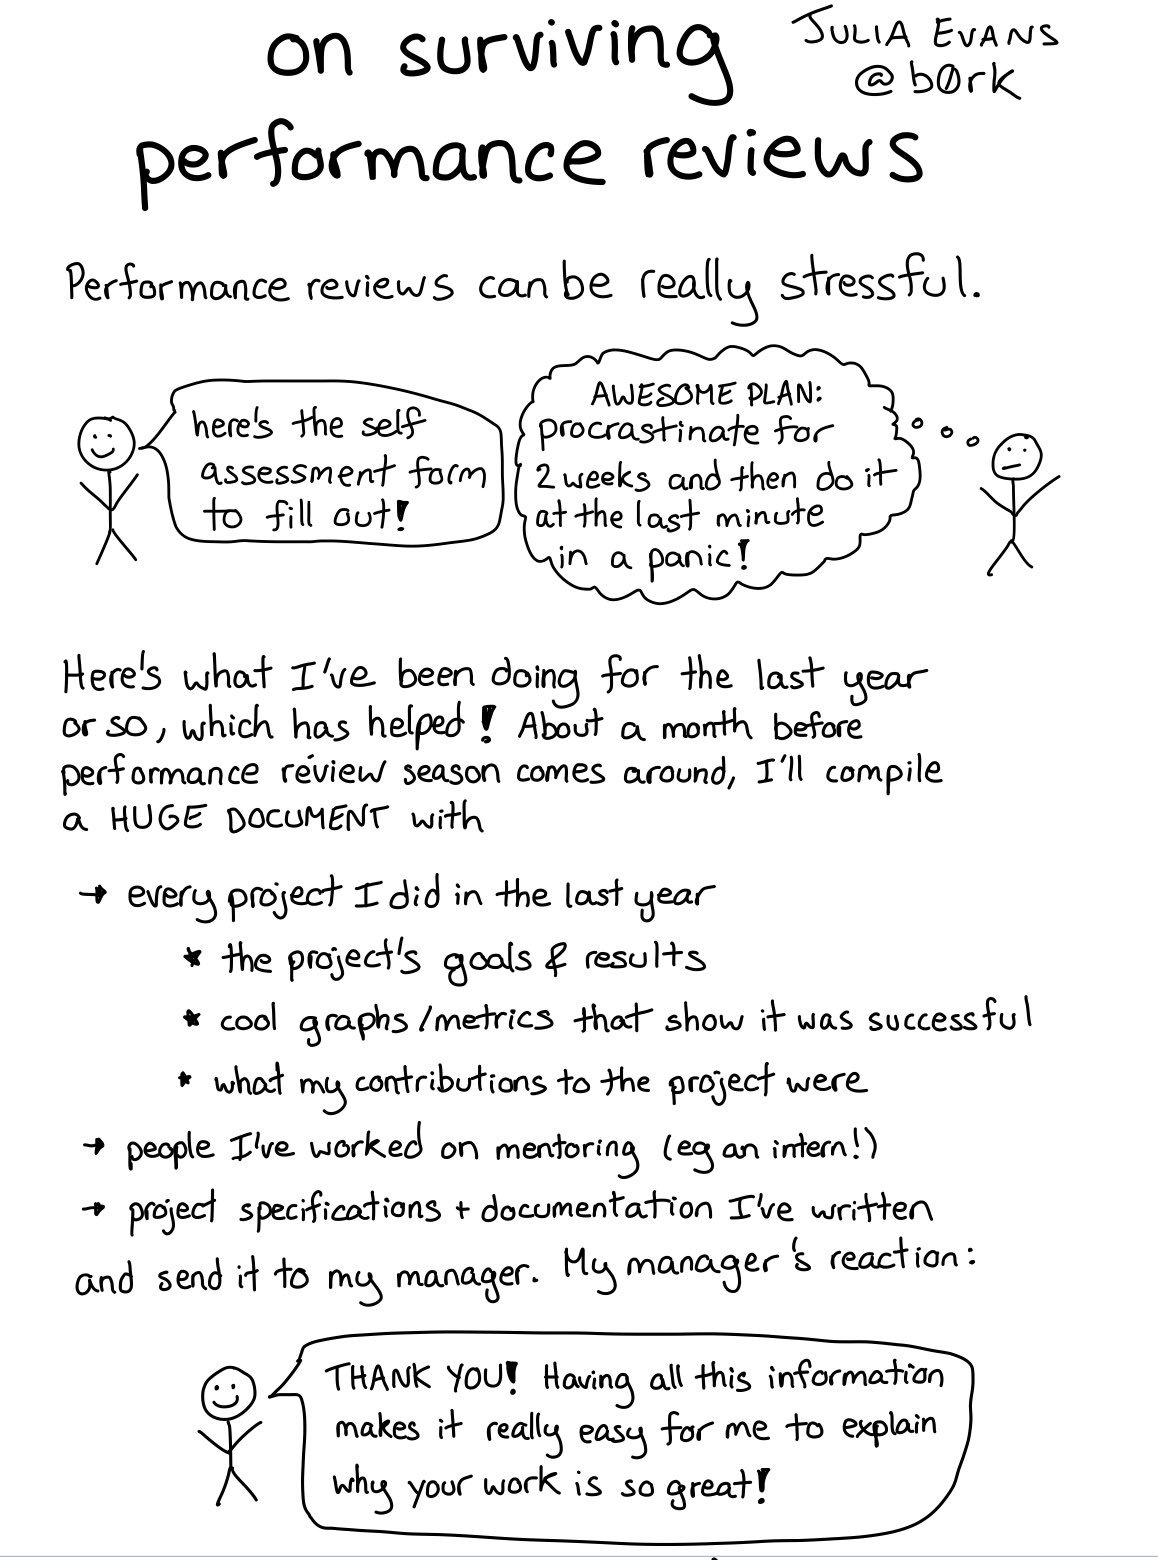 on surviving
JULIA EVANS
@b0rk
performance reviews
Performance reviews can be really stressful.
here's the self
assessment form
to fill out!
AWESOME PLAN:
procrastinate for
2 weeks and then do it
at the last minute
in a panic!
Here's what I've been doing for the last year
or so, which has helped! About a month before
performance review season comes around, I'll compile
a HUGE DOCUMENT with
→ every project I did in the last year
* the project's goals & results
* cool graphs/metrics that show it was successful
* what my contributions to the project were
→ people I've worked on mentoring (eg an intern!)
→ project specifications + documentation I've written
and send it to my manager. My manager's reaction:
THANK YOU! Having all this information
makes it really easy for me to explain
why your work is so great!